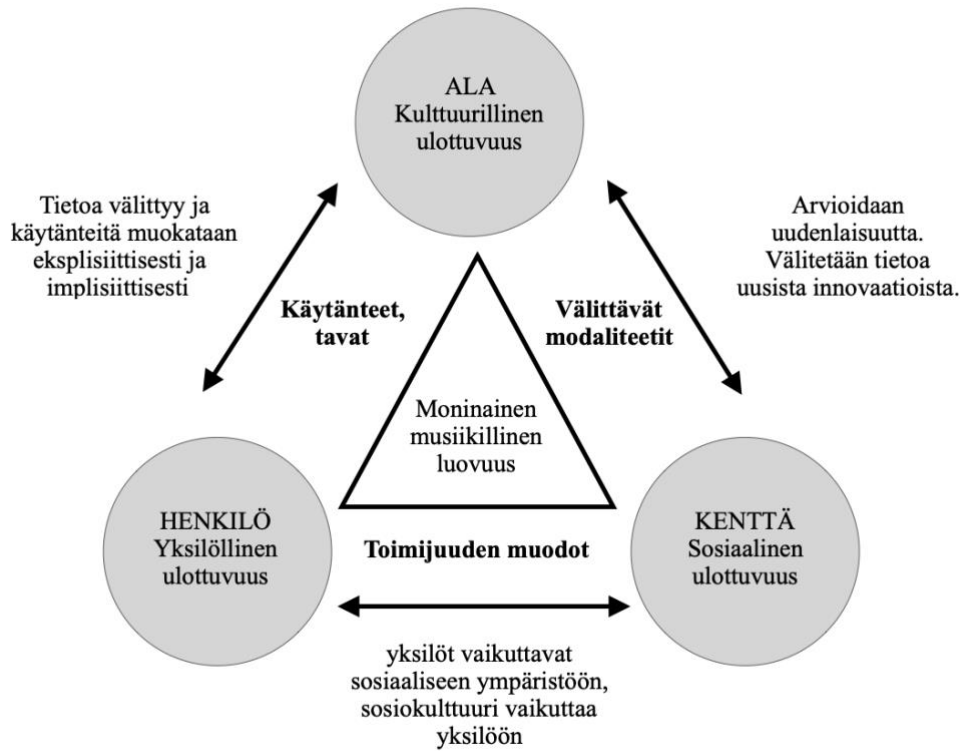 ALA
Kulttuurillinen
ulottuvuus
Tietoa välittyy ja
käytänteitä muokataan
eksplisiittisesti ja
implisiittisesti
Arvioidaan
uudenlaisuutta.
Välitetään tietoa
uusista innovaatioista.
Käytänteet,
tavat
Välittävät
modaliteetit
Moninainen
musiikillinen
luovuus
HENKILÖ
Yksilöllinen
ulottuvuus
Toimijuuden muodot
KENTTÄ
Sosiaalinen
ulottuvuus
yksilöt vaikuttavat
sosiaaliseen ympäristöön,
sosiokulttuuri vaikuttaa
yksilöön